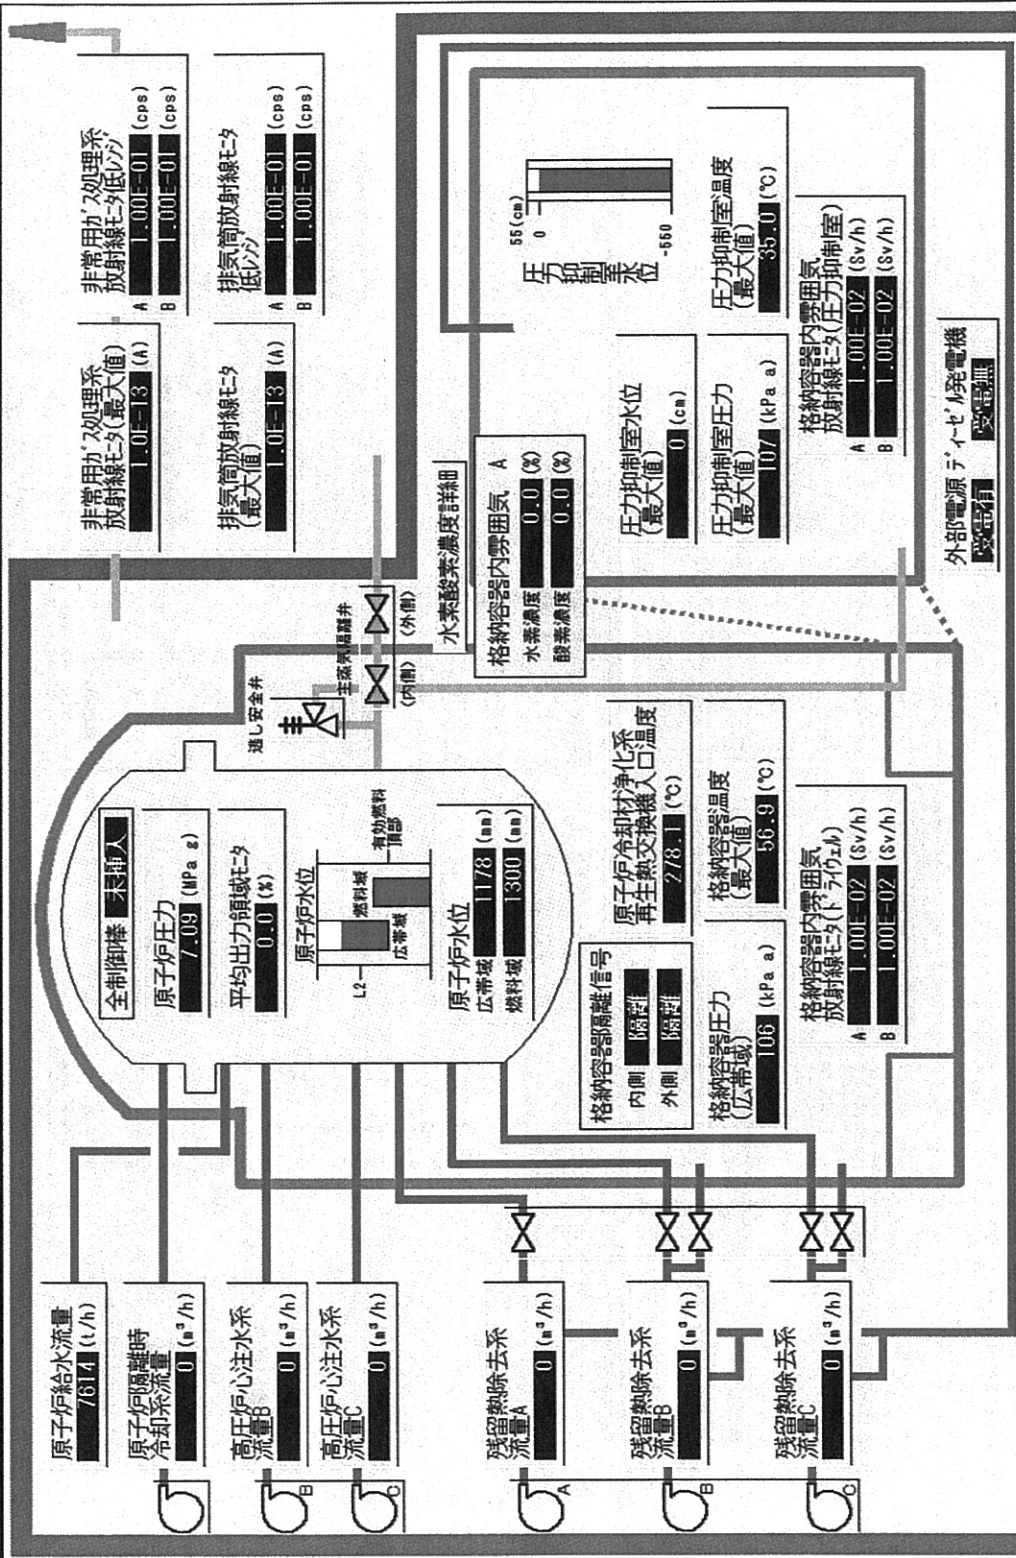 原子炉給水流量
7614 (t/h)
原子炉隔離時
冷却系流量
0 (m³/h)
高圧炉心注水系
流量B
0 (m³/h)
B
高圧炉心注水系
流量C
0 (m³/h)
C
残留熱除去系
流量A
0 (m³/h)
A
残留熱除去系
流量B
0 (m³/h)
B
残留熱除去系
流量C
0 (m³/h)
C
全制御棒 未挿入
原子炉圧力
7.09 (MPa g)
平均出力領域モニタ
0.0 (%)
原子炉水位
L2
燃料域
広帯域
有効燃料
頂部
原子炉水位
広帯域 1178 (mm)
燃料域 1300 (mm)
逃し安全弁
主蒸気隔離弁
(内側)
(外側)
格納容器隔離信号
内側 隔離
外側 隔離
原子炉冷却材浄化系
再生熱交換機入口温度
278.1 (℃)
格納容器圧力
(広帯域)
106 (kPa a)
格納容器温度
(最大値)
56.9 (℃)
格納容器内雰囲気
放射線モニタ(ドライウェル)
A 1.00E-02 (Sv/h)
B 1.00E-02 (Sv/h)
非常用ガス処理系
放射線モニタ(最大値)
1.0E-13 (A)
非常用ガス処理系
放射線モニタ低レンジ
A 1.00E-01 (cps)
B 1.00E-01 (cps)
排気筒放射線モニタ
(最大値)
1.0E-13 (A)
排気筒放射線モニタ
低レンジ
A 1.00E-01 (cps)
B 1.00E-01 (cps)
水素酸素濃度詳細
格納容器内雰囲気 A
水素濃度 0.0 (%)
酸素濃度 0.0 (%)
圧力抑制室水位
55(cm)
0
-550
圧力抑制室水位
(最大値)
0 (cm)
圧力抑制室圧力
(最大値)
107 (kPa a)
圧力抑制室温度
(最大値)
35.0 (℃)
格納容器内雰囲気
放射線モニタ(圧力抑制室)
A 1.00E-02 (Sv/h)
B 1.00E-02 (Sv/h)
外部電源 ディーゼル発電機
受電有 受電無